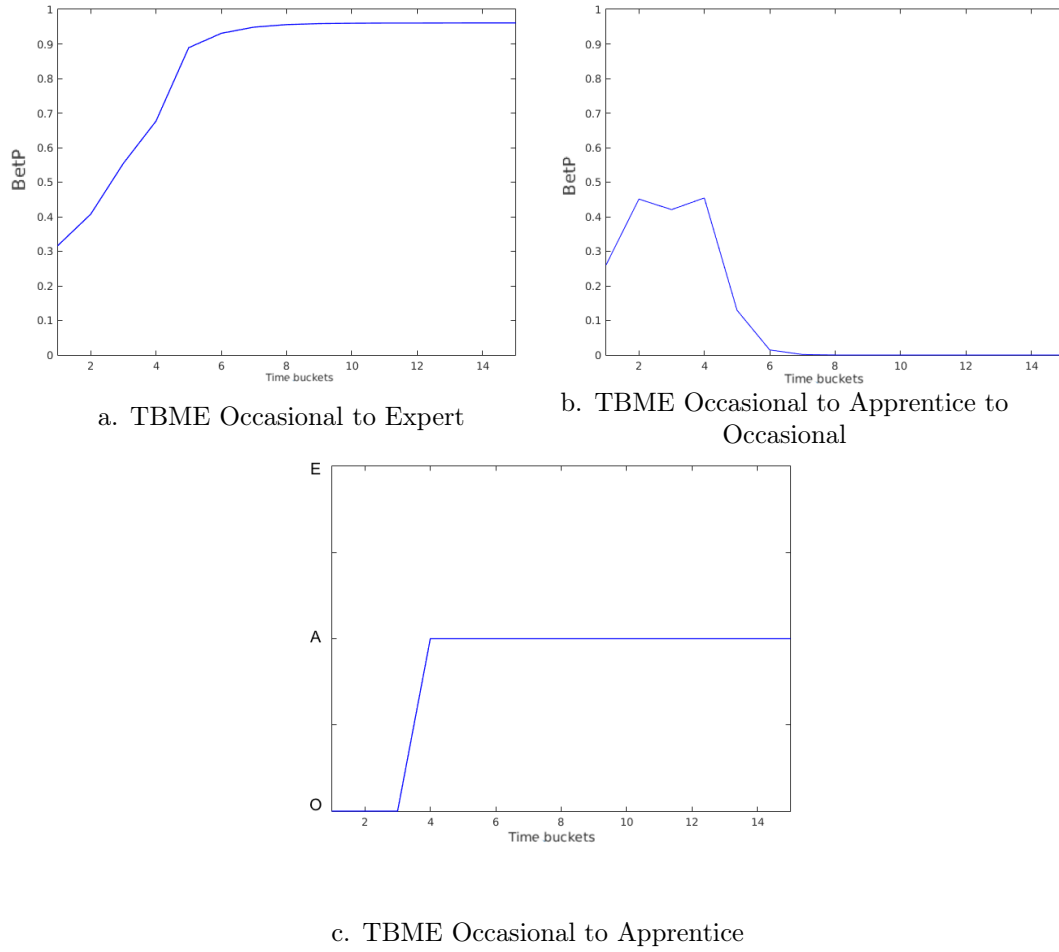 1
0.9
0.8
0.7
0.6
0.5
0.4
0.3
0.2
0.1
0
BetP
2 4 6 8 10 12 14
Time buckets
a. TBME Occasional to Expert
1
0.9
0.8
0.7
0.6
0.5
0.4
0.3
0.2
0.1
0
BetP
2 4 6 8 10 12 14
Time buckets
b. TBME Occasional to Apprentice to
Occasional
E
A
O
2 4 6 8 10 12 14
Time buckets
c. TBME Occasional to Apprentice